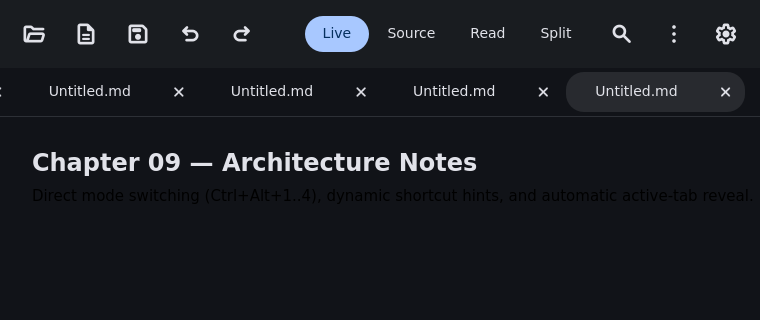 Live Source Read Split
Untitled.md Untitled.md Untitled.md Untitled.md
Chapter 09 — Architecture Notes
Direct mode switching (Ctrl+Alt+1..4), dynamic shortcut hints, and automatic active-tab reveal.